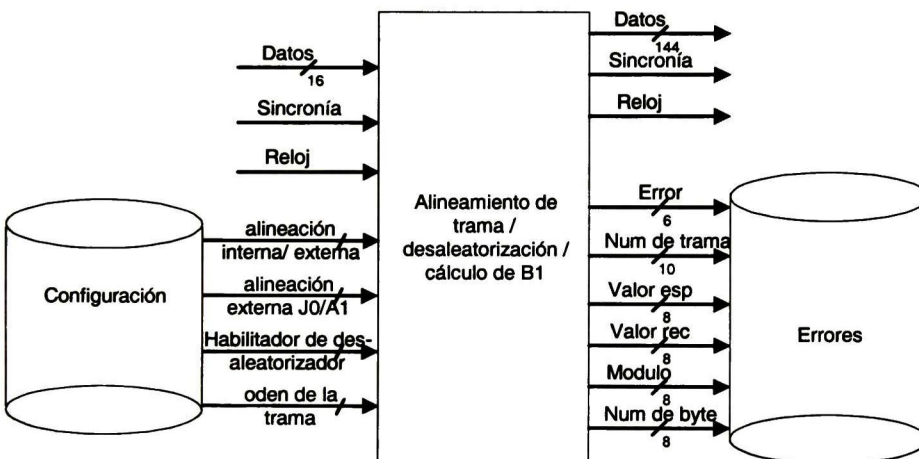 Datos
16
Sincronía
Reloj
Configuración
alineación
interna/ externa
alineación
externa J0/A1
Habilitador de des-
aleatorizador
oden de la
trama
Alineamiento de
trama /
desaleatorización /
cálculo de B1
Datos
144
Sincronía
Reloj
Error
6
Num de trama
10
Valor esp
8
Valor rec
8
Modulo
8
Num de byte
8
Errores